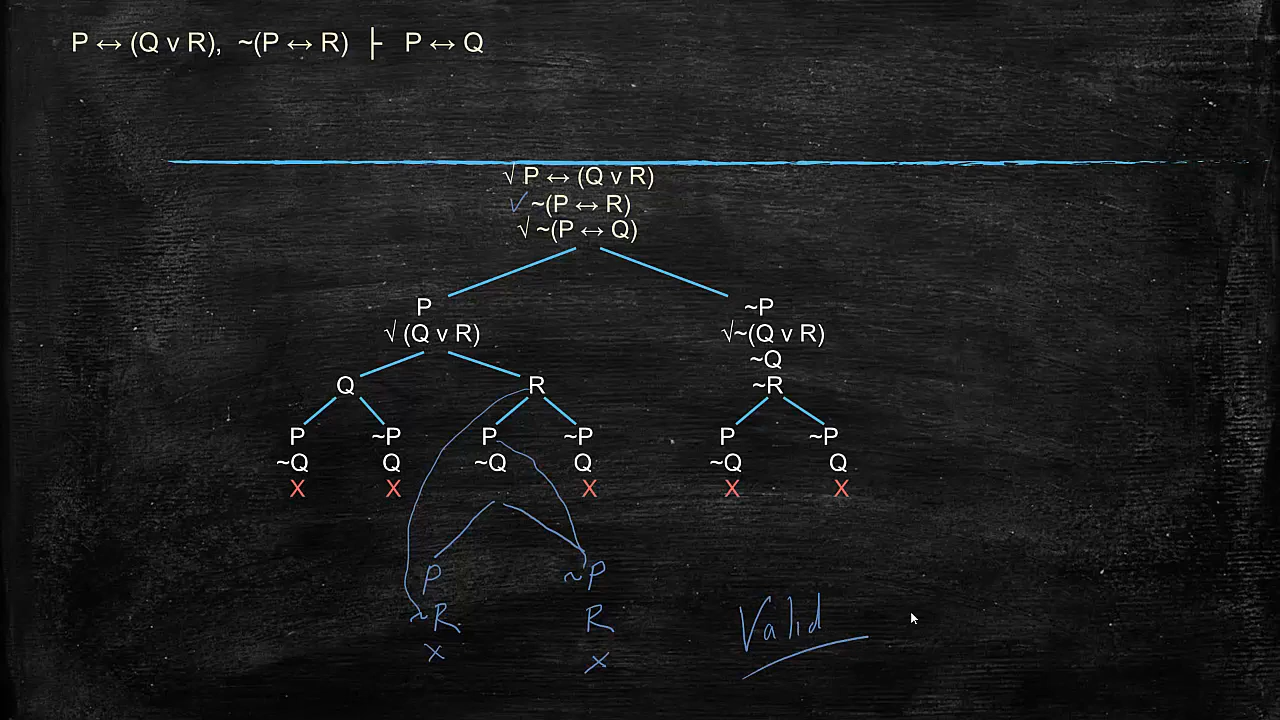 P ↔ (Q v R), ~(P ↔ R) ├ P ↔ Q
√ P ↔ (Q v R)
✓ ~(P ↔ R)
√ ~(P ↔ Q)
P ~P
√ (Q v R) √~(Q v R)
~Q
Q R ~R
P ~P P ~P P ~P
~Q Q ~Q Q ~Q Q
X X X X X
P ~P
~R R
x x
Valid